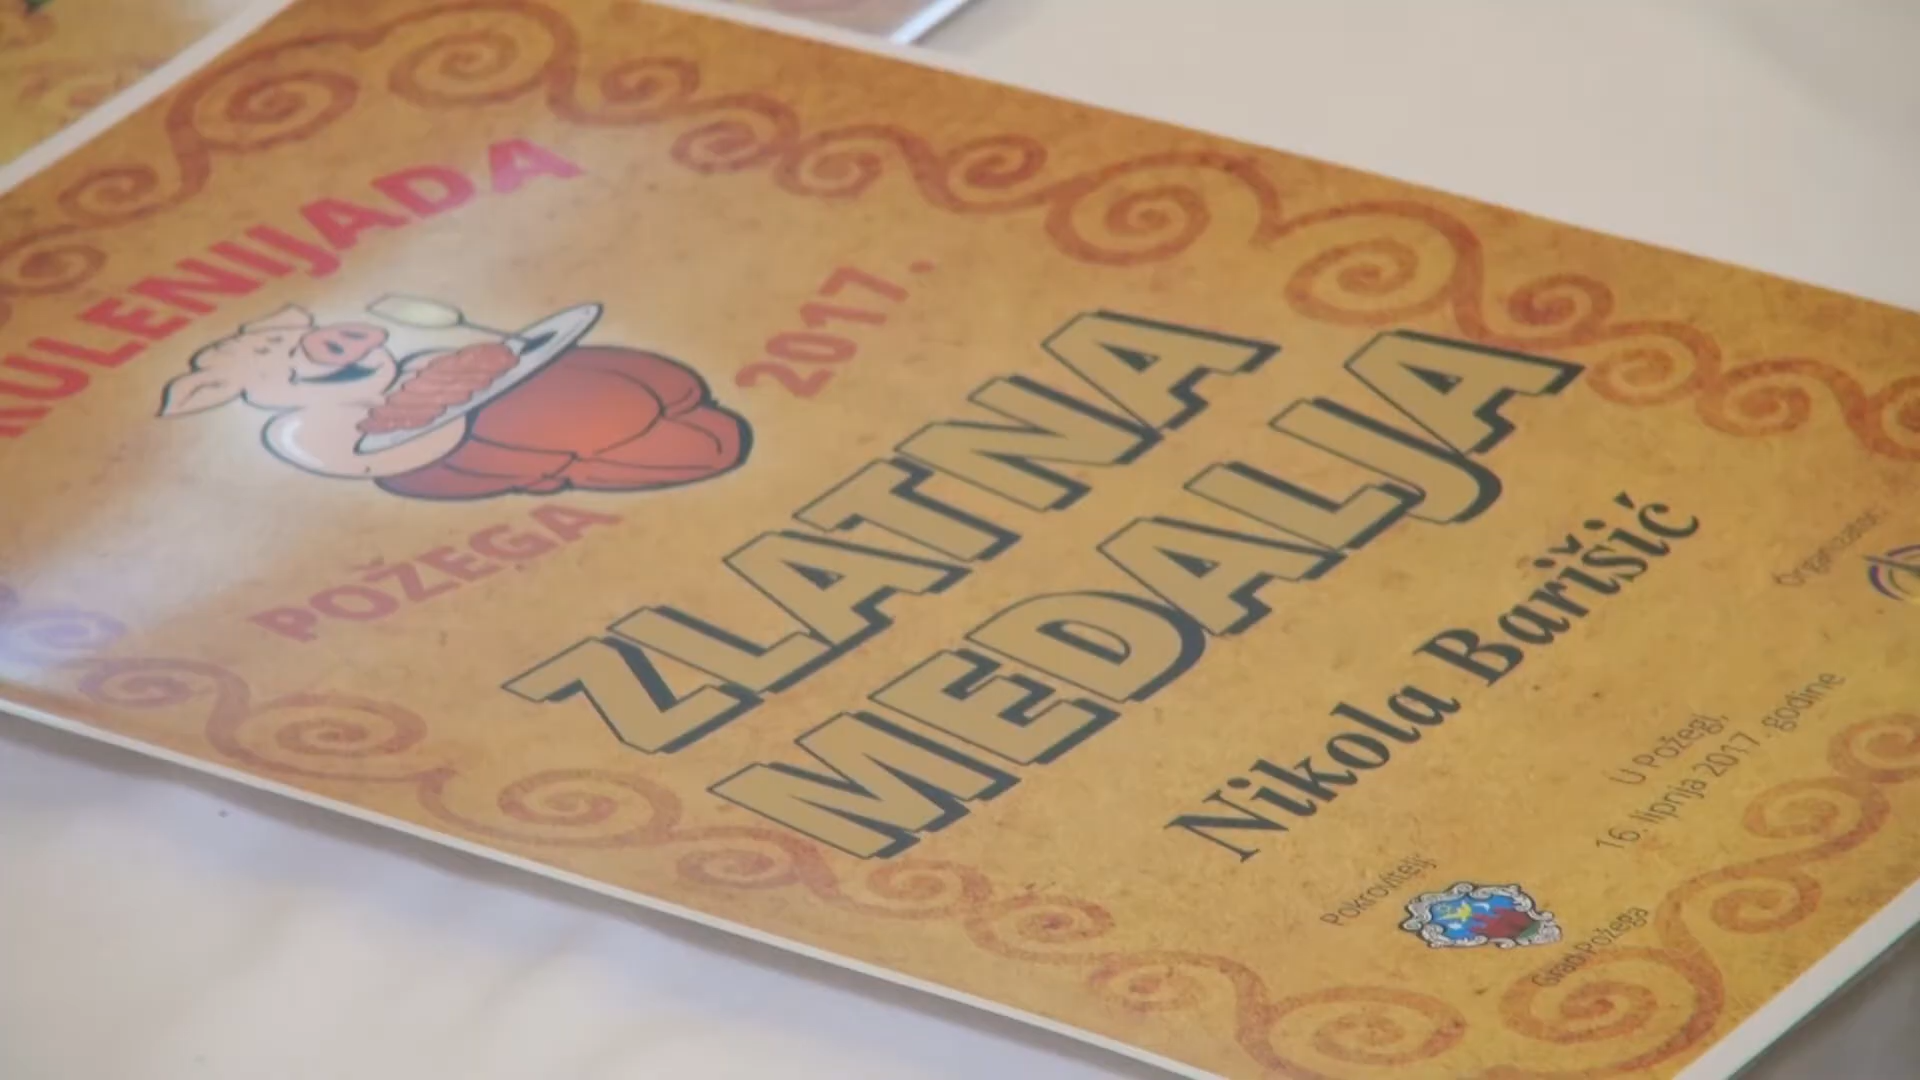 KULENIJADA
2017.
POŽEGA
ZLATNA
MEDALJA
Nikola Barišić
U Požegi,
16. lipnja 2017. godine
Pokrovitelj:
Grad Požega
Organizator: